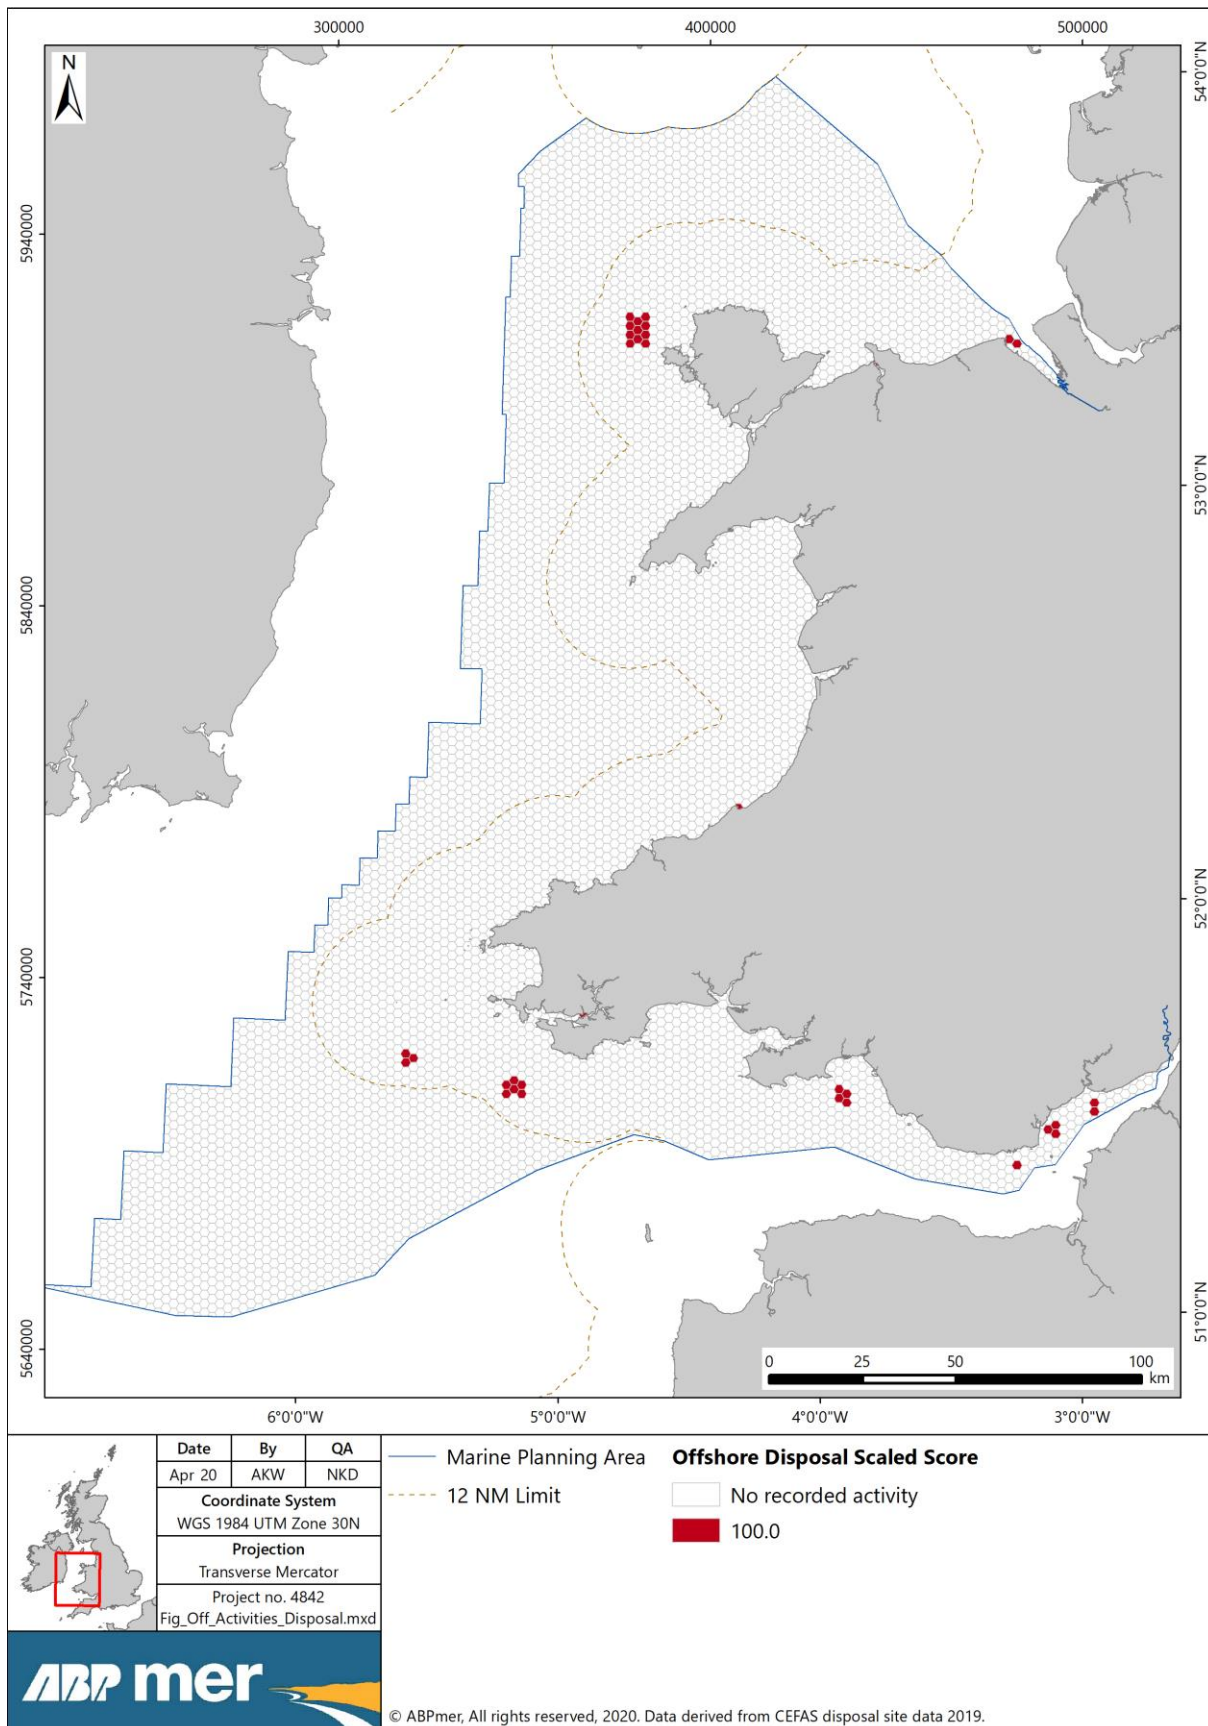 300000 400000 500000
N
54°0'0"N
5940000
53°0'0"N
5840000
52°0'0"N
5740000
51°0'0"N
5640000
0 25 50 100
km
6°0'0"W 5°0'0"W 4°0'0"W 3°0'0"W
Date By QA
Apr 20 AKW NKD
Coordinate System
WGS 1984 UTM Zone 30N
Projection
Transverse Mercator
Project no. 4842
Fig_Off_Activities_Disposal.mxd
ABP mer
Marine Planning Area
12 NM Limit
Offshore Disposal Scaled Score
No recorded activity
100.0
© ABPmer, All rights reserved, 2020. Data derived from CEFAS disposal site data 2019.